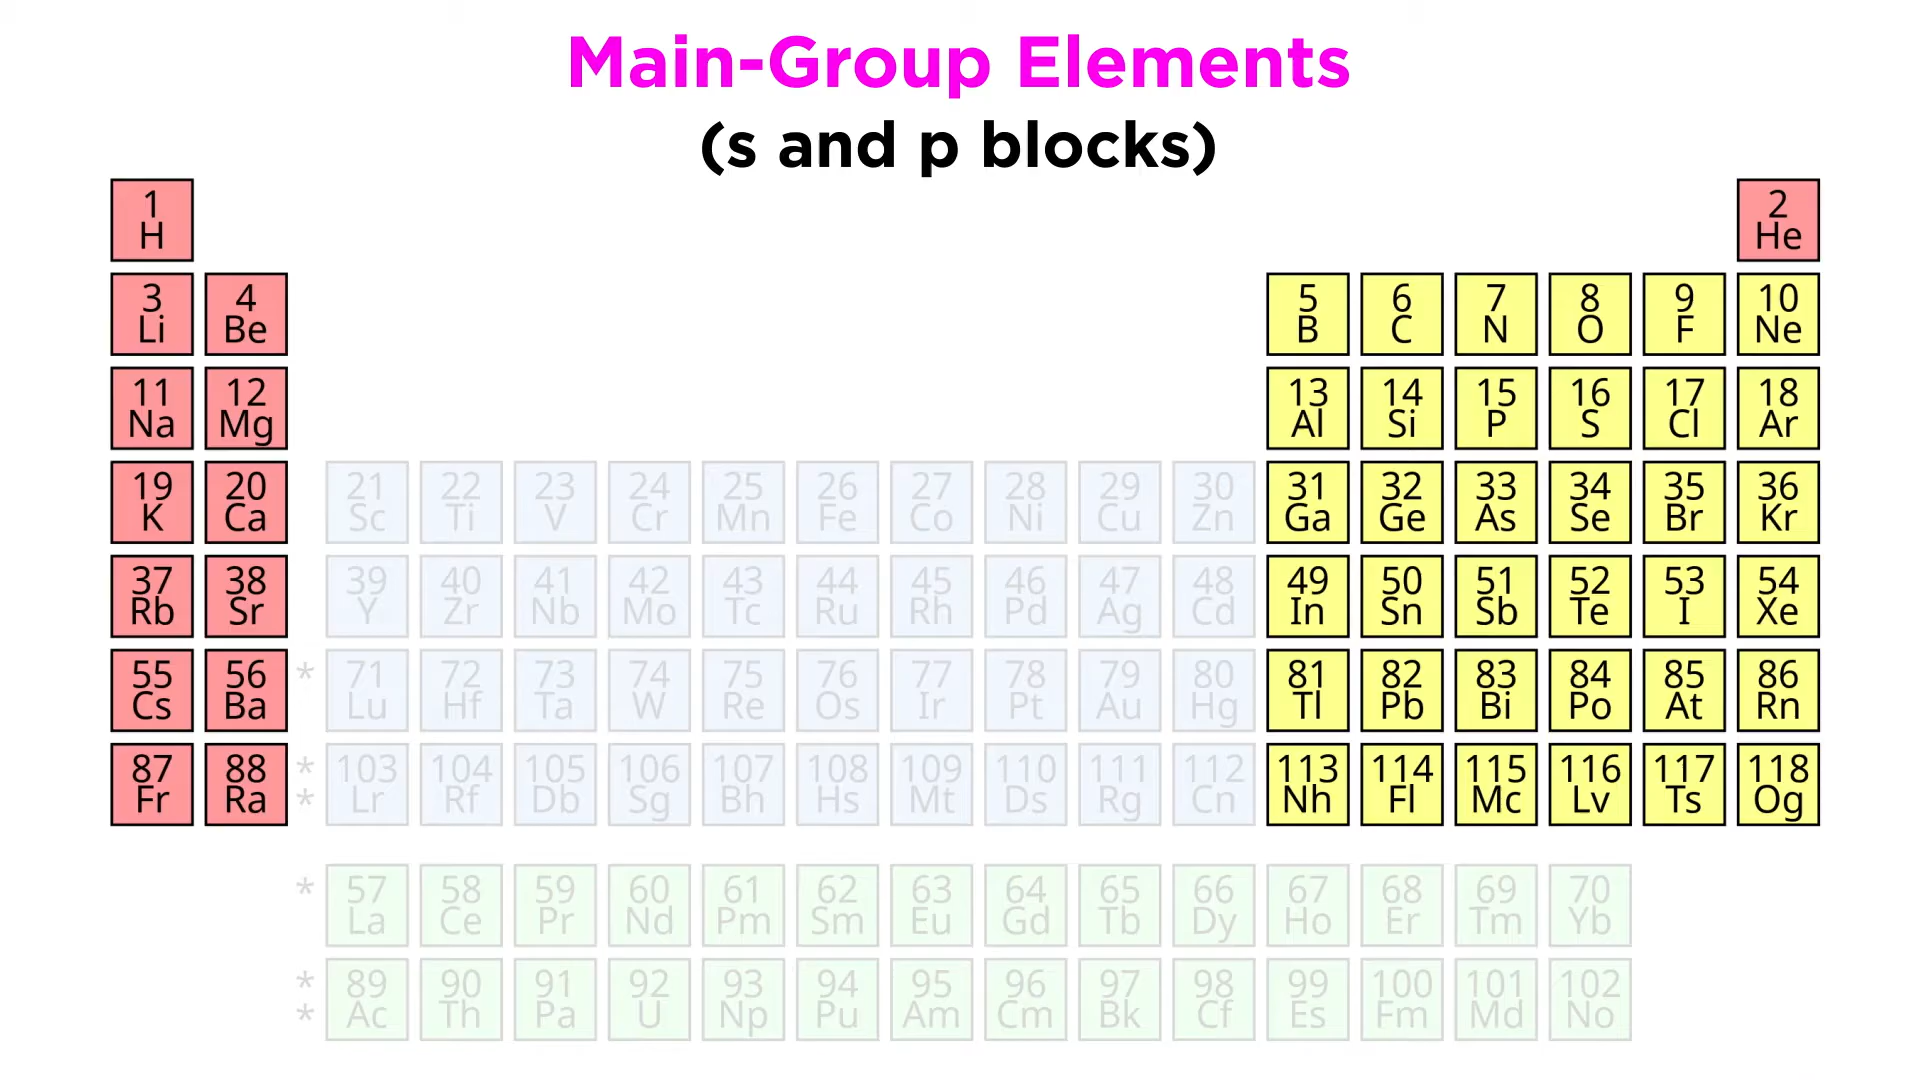 Main-Group Elements
(s and p blocks)
1 2
H He
3 4 5 6 7 8 9 10
Li Be B C N O F Ne
11 12 13 14 15 16 17 18
Na Mg Al Si P S Cl Ar
19 20 21 22 23 24 25 26 27 28 29 30 31 32 33 34 35 36
K Ca Sc Ti V Cr Mn Fe Co Ni Cu Zn Ga Ge As Se Br Kr
37 38 39 40 41 42 43 44 45 46 47 48 49 50 51 52 53 54
Rb Sr Y Zr Nb Mo Tc Ru Rh Pd Ag Cd In Sn Sb Te I Xe
55 56 * 71 72 73 74 75 76 77 78 79 80 81 82 83 84 85 86
Cs Ba Lu Hf Ta W Re Os Ir Pt Au Hg Tl Pb Bi Po At Rn
87 88 * 103 104 105 106 107 108 109 110 111 112 113 114 115 116 117 118
Fr Ra * Lr Rf Db Sg Bh Hs Mt Ds Rg Cn Nh Fl Mc Lv Ts Og
* 57 58 59 60 61 62 63 64 65 66 67 68 69 70
La Ce Pr Nd Pm Sm Eu Gd Tb Dy Ho Er Tm Yb
* 89 90 91 92 93 94 95 96 97 98 99 100 101 102
* Ac Th Pa U Np Pu Am Cm Bk Cf Es Fm Md No